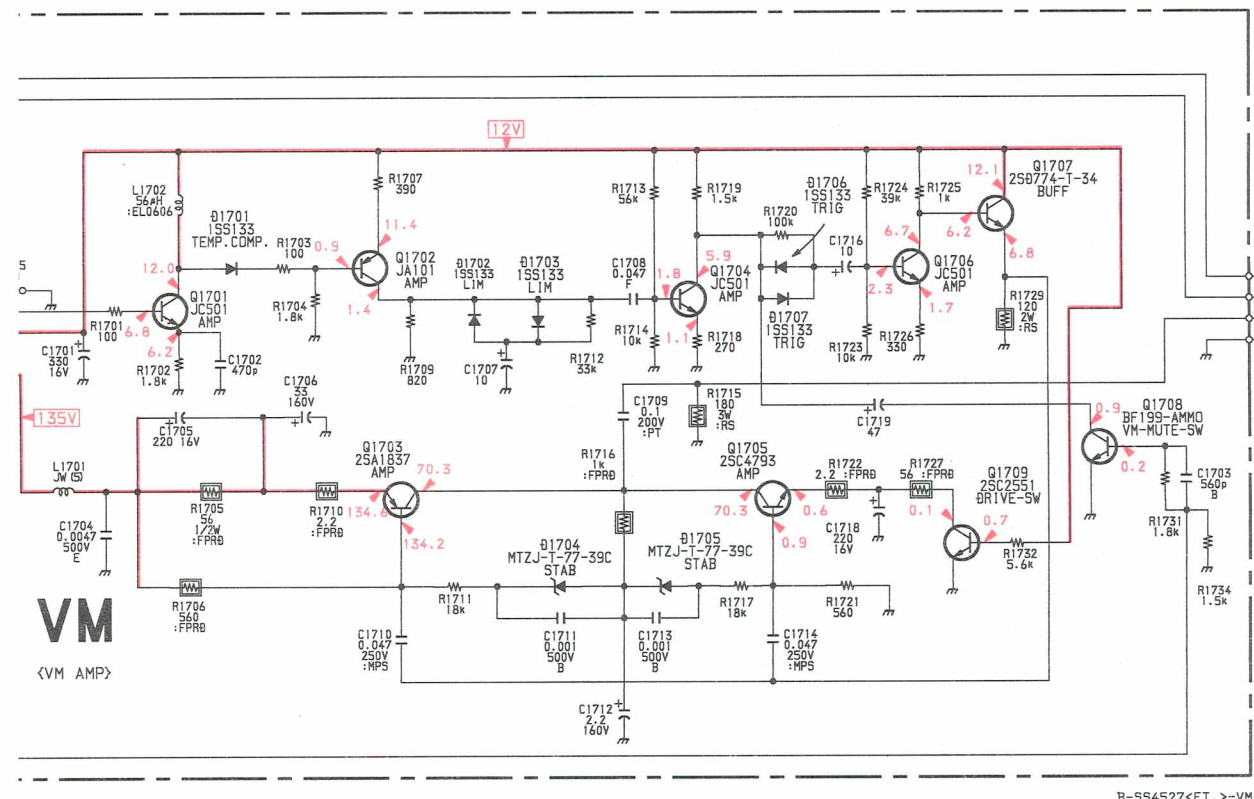 12V
L1702
56µH
:EL0606
D1701
1SS133
TEMP.COMP.
R1703
100
R1707
390
11.4
0.9
Q1702
JA101
AMP
1.4
12.0
Q1701
JC501
AMP
6.8
6.2
R1701
100
C1701
330
16V
R1702
1.8k
C1702
470p
R1704
1.8k
R1709
820
D1702
1SS133
LIM
D1703
1SS133
LIM
C1707
10
R1712
33k
C1708
0.047
F
R1713
56k
R1714
10k
R1719
1.5k
5.9
1.8
Q1704
JC501
AMP
1.1
R1718
270
R1720
100k
D1706
1SS133
TRIG
D1707
1SS133
TRIG
C1716
10
R1724
39k
R1723
10k
R1725
1k
6.7
2.3
Q1706
JC501
AMP
1.7
R1726
330
12.1
Q1707
2SD774-T-34
BUFF
6.2
6.8
R1729
120
2W
:RS
5
135V
C1705
220 16V
C1706
33
160V
L1701
JW (5)
C1704
0.0047
500V
E
R1705
56
1/2W
:FPRD
R1710
2.2
:FPRD
Q1703
2SA1837
AMP
70.3
134.6
134.2
R1706
560
:FPRD
R1711
18k
C1710
0.047
250V
:MPS
D1704
MTZJ-T-77-39C
STAB
C1711
0.001
500V
B
R1716
1k
:FPRD
C1709
0.1
200V
:PT
R1715
180
3W
:RS
D1705
MTZJ-T-77-39C
STAB
C1713
0.001
500V
B
C1712
2.2
160V
R1717
18k
Q1705
2SC4793
AMP
70.3
0.6
0.9
C1714
0.047
250V
:MPS
R1721
560
R1722
2.2 :FPRD
C1718
220
16V
R1727
56 :FPRD
0.1
Q1709
2SC2551
DRIVE-SW
0.7
R1732
5.6k
C1719
47
0.9
Q1708
BF199-AMMO
VM-MUTE-SW
0.2
R1731
1.8k
C1703
560p
B
R1734
1.5k
VM
{VM AMP}
B-SS4527<ET..>-VM